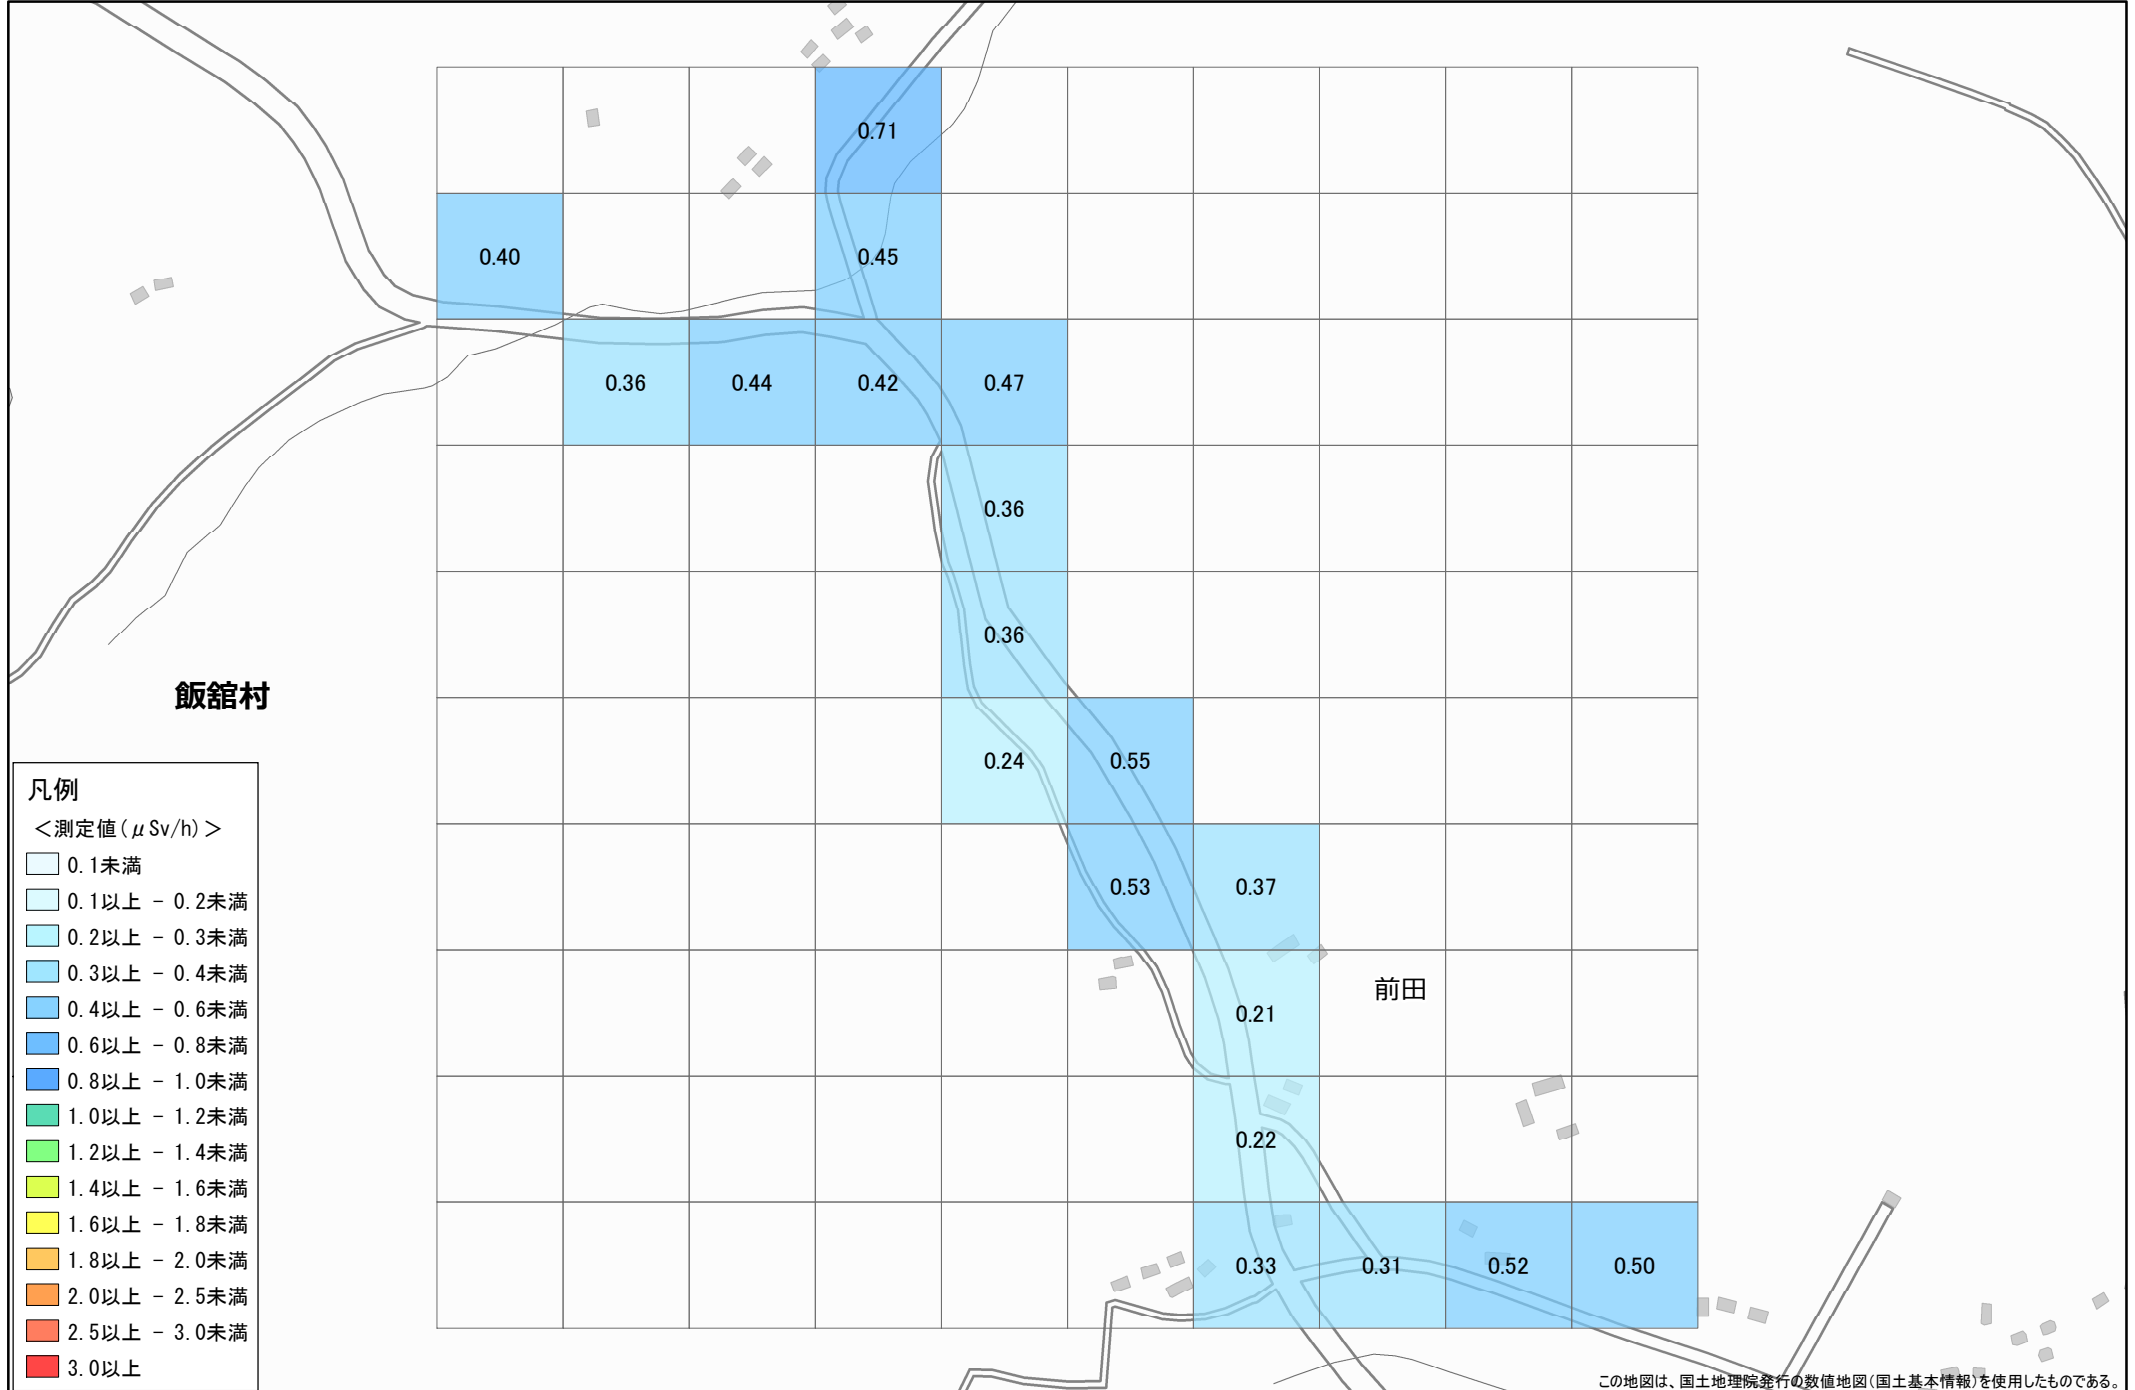 0.71
0.40
0.45
0.36
0.44
0.42
0.47
0.36
0.36
飯舘村
0.24
0.55
0.53
0.37
前田
0.21
0.22
0.33
0.31
0.52
0.50
凡例
＜測定値(μSv/h)＞
0.1未満
0.1以上 － 0.2未満
0.2以上 － 0.3未満
0.3以上 － 0.4未満
0.4以上 － 0.6未満
0.6以上 － 0.8未満
0.8以上 － 1.0未満
1.0以上 － 1.2未満
1.2以上 － 1.4未満
1.4以上 － 1.6未満
1.6以上 － 1.8未満
1.8以上 － 2.0未満
2.0以上 － 2.5未満
2.5以上 － 3.0未満
3.0以上
この地図は、国土地理院発行の数値地図(国土基本情報)を使用したものである。